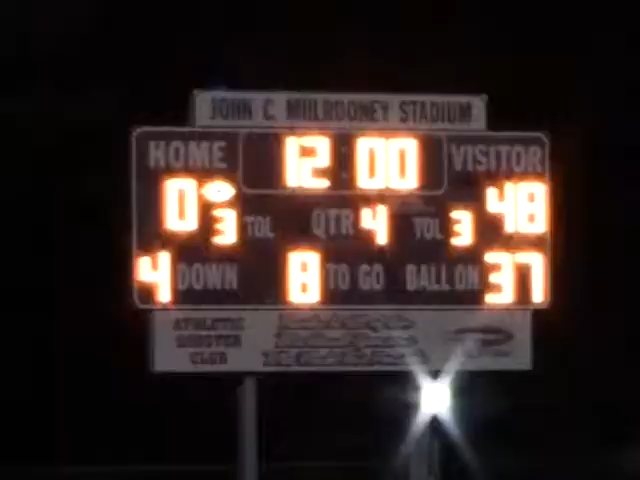 JOHN C. MULROONEY STADIUM
HOME 12:00 VISITOR
0 3 TOL QTR 4 TOL 3 48
4 DOWN 8 TO GO BALL ON 37
ATHLETIC
BOOSTER
CLUB